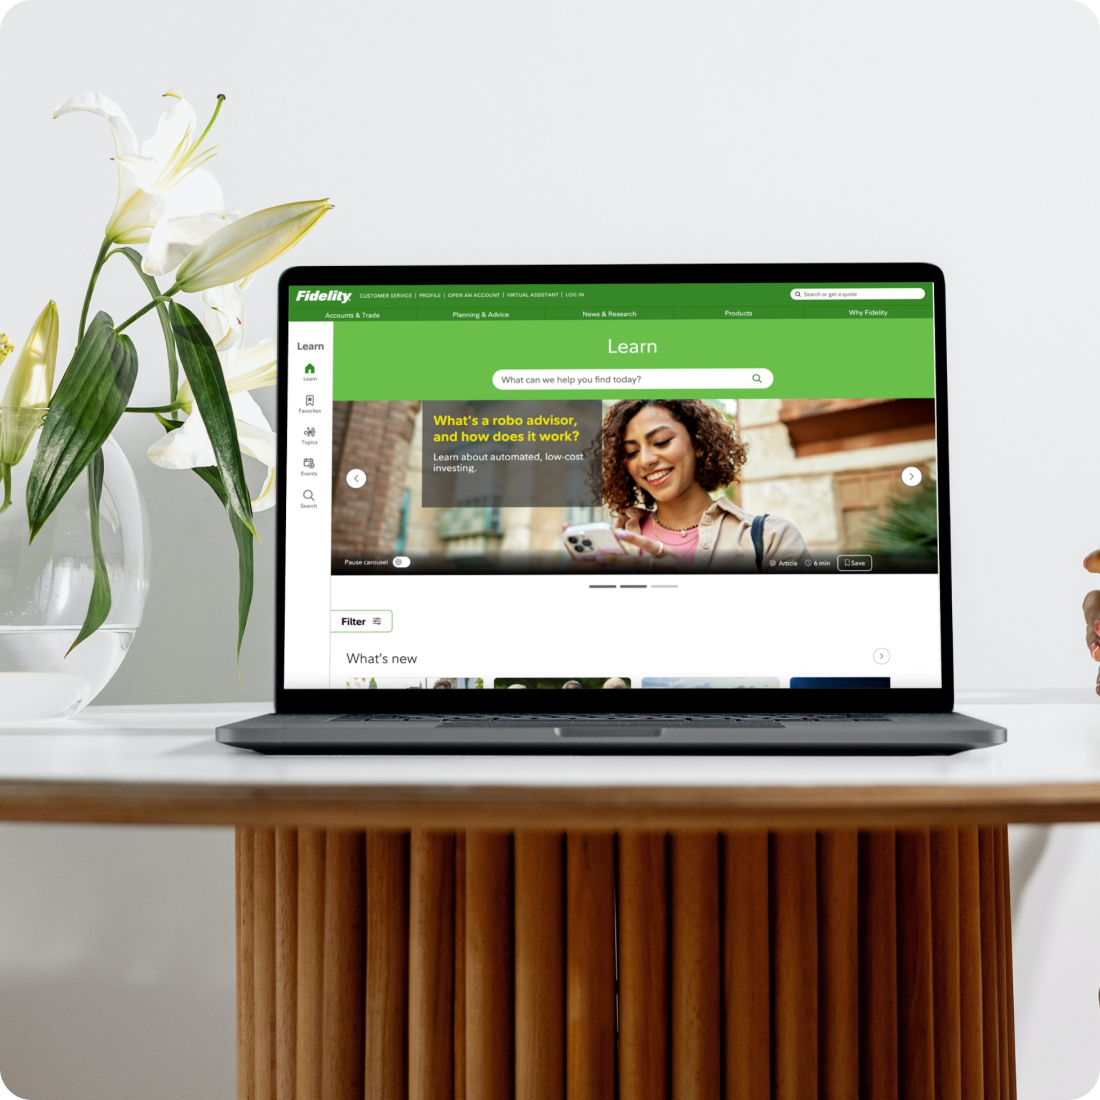 Fidelity
CUSTOMER SERVICE | PROFILE | OPEN AN ACCOUNT | VIRTUAL ASSISTANT | LOG IN
Search or get a quote
Accounts & Trade
Planning & Advice
News & Research
Products
Why Fidelity
Learn
Learn
Favorites
Topics
Events
Search
Learn
What can we help you find today?
What's a robo advisor,
and how does it work?
Learn about automated, low-cost
investing.
Pause carousel
Article
6 min
Save
Filter
What's new